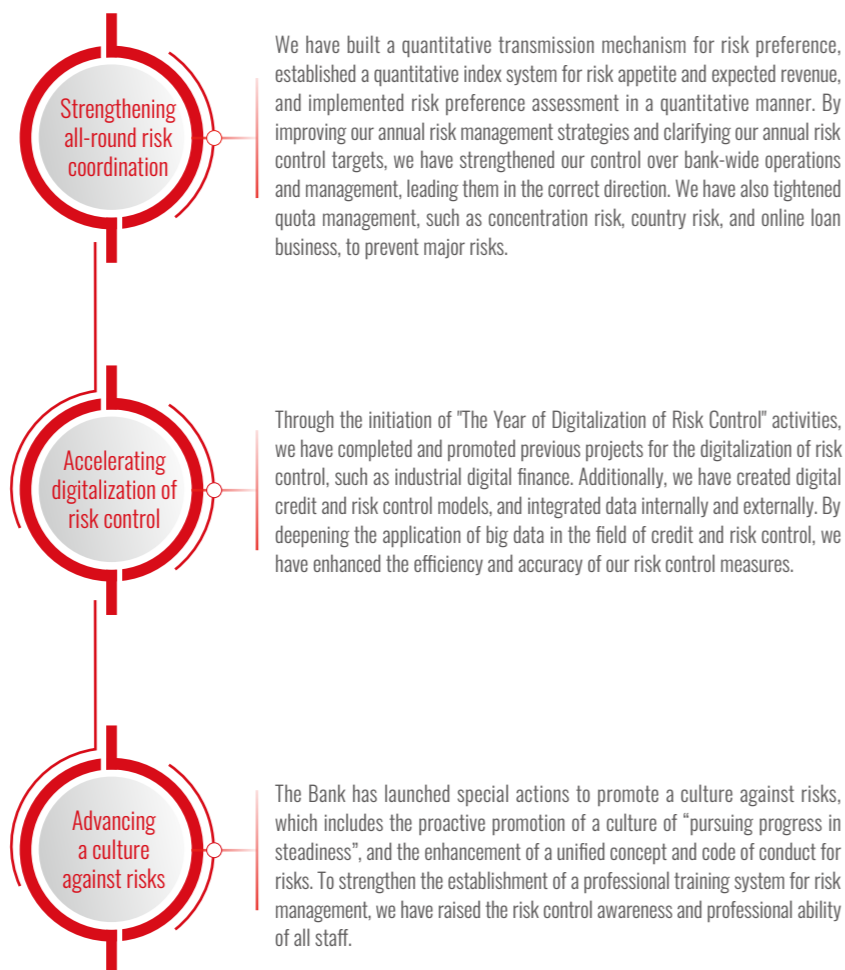 Strengthening
all-round risk
coordination
We have built a quantitative transmission mechanism for risk preference,
established a quantitative index system for risk appetite and expected revenue,
and implemented risk preference assessment in a quantitative manner. By
improving our annual risk management strategies and clarifying our annual risk
control targets, we have strengthened our control over bank-wide operations
and management, leading them in the correct direction. We have also tightened
quota management, such as concentration risk, country risk, and online loan
business, to prevent major risks.
Accelerating
digitalization of
risk control
Through the initiation of "The Year of Digitalization of Risk Control" activities,
we have completed and promoted previous projects for the digitalization of risk
control, such as industrial digital finance. Additionally, we have created digital
credit and risk control models, and integrated data internally and externally. By
deepening the application of big data in the field of credit and risk control, we
have enhanced the efficiency and accuracy of our risk control measures.
Advancing
a culture
against risks
The Bank has launched special actions to promote a culture against risks,
which includes the proactive promotion of a culture of “pursuing progress in
steadiness”, and the enhancement of a unified concept and code of conduct for
risks. To strengthen the establishment of a professional training system for risk
management, we have raised the risk control awareness and professional ability
of all staff.